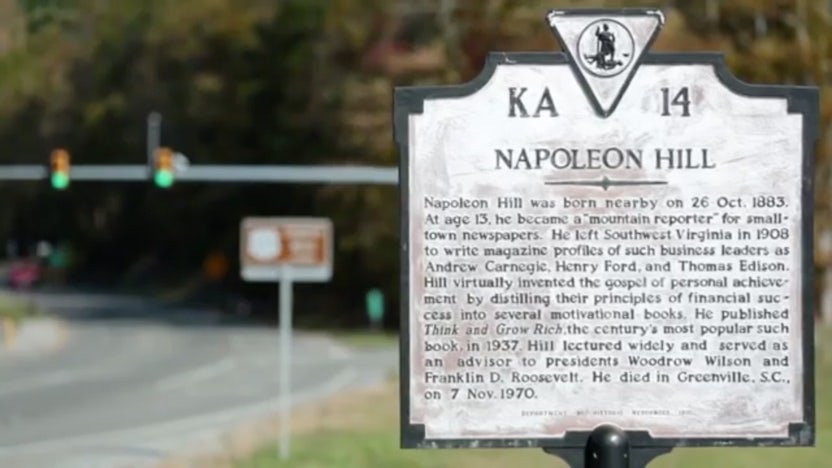 KA 14
NAPOLEON HILL
Napoleon Hill was born nearby on 26 Oct. 1883.
At age 13, he became a "mountain reporter" for small-
town newspapers. He left Southwest Virginia in 1908
to write magazine profiles of such business leaders as
Andrew Carnegie, Henry Ford, and Thomas Edison.
Hill virtually invented the gospel of personal achieve-
ment by distilling their principles of financial suc-
cess into several motivational books. He published
Think and Grow Rich, the century's most popular such
book, in 1937. Hill lectured widely and served as
an advisor to presidents Woodrow Wilson and
Franklin D. Roosevelt. He died in Greenville, S.C.,
on 7 Nov. 1970.
DEPARTMENT OF HISTORIC RESOURCES